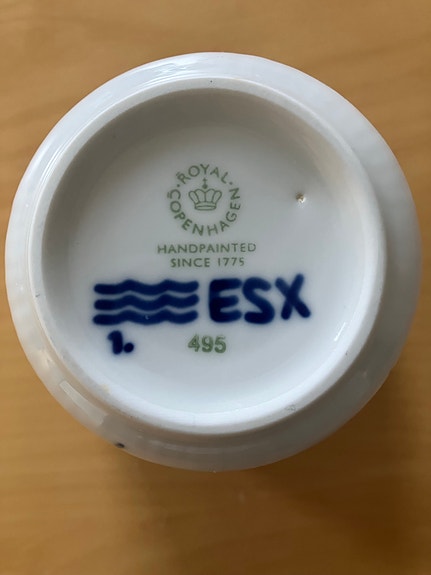 ROYAL
COPENHAGEN
HANDPAINTED
SINCE 1775
ESX
1.
495